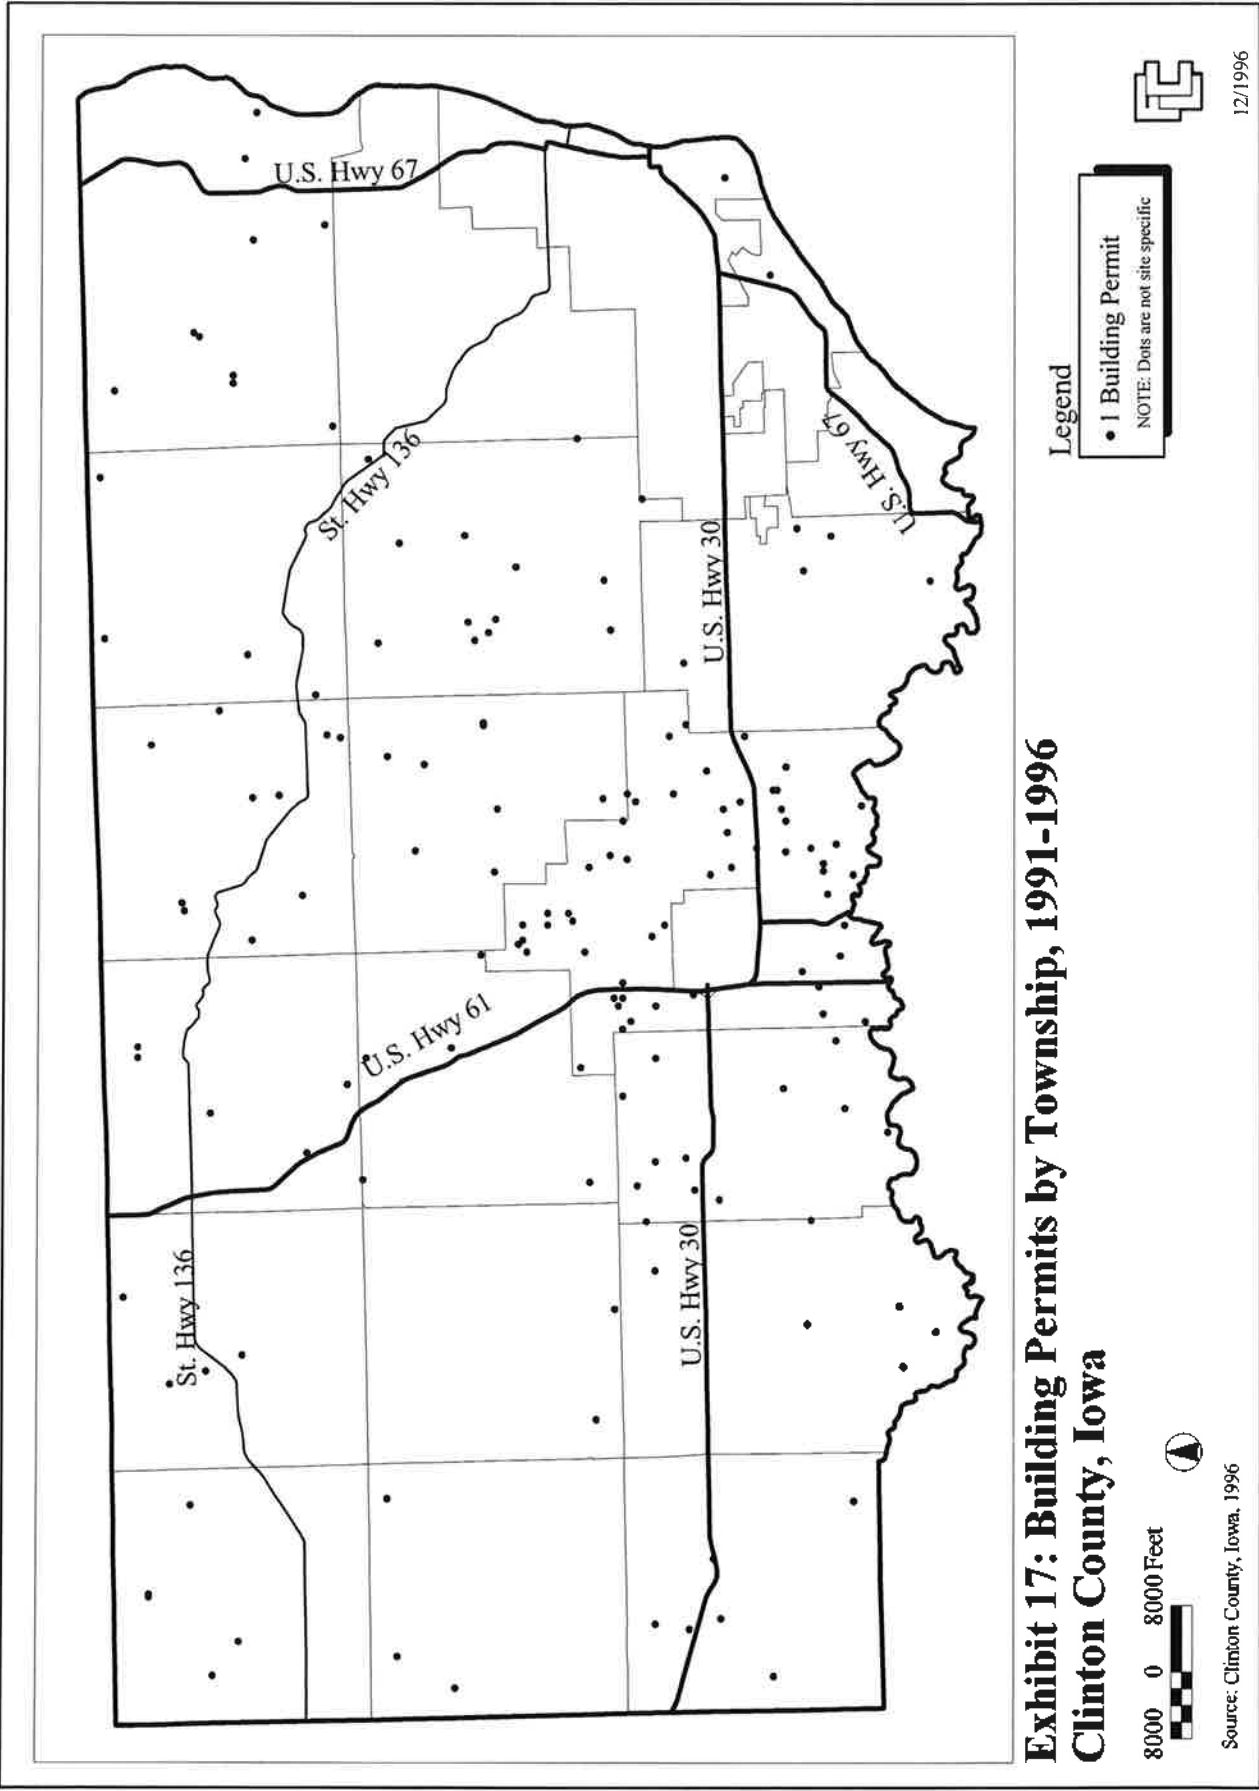 U.S. Hwy 67
St. Hwy 136
St. Hwy 136
U.S. Hwy 61
U.S. Hwy 30
U.S. Hwy 30
U.S. Hwy 67
Exhibit 17: Building Permits by Township, 1991-1996
Clinton County, Iowa
8000 0 8000 Feet
Source: Clinton County, Iowa, 1996
Legend
• 1 Building Permit
NOTE: Dots are not site specific
12/1996